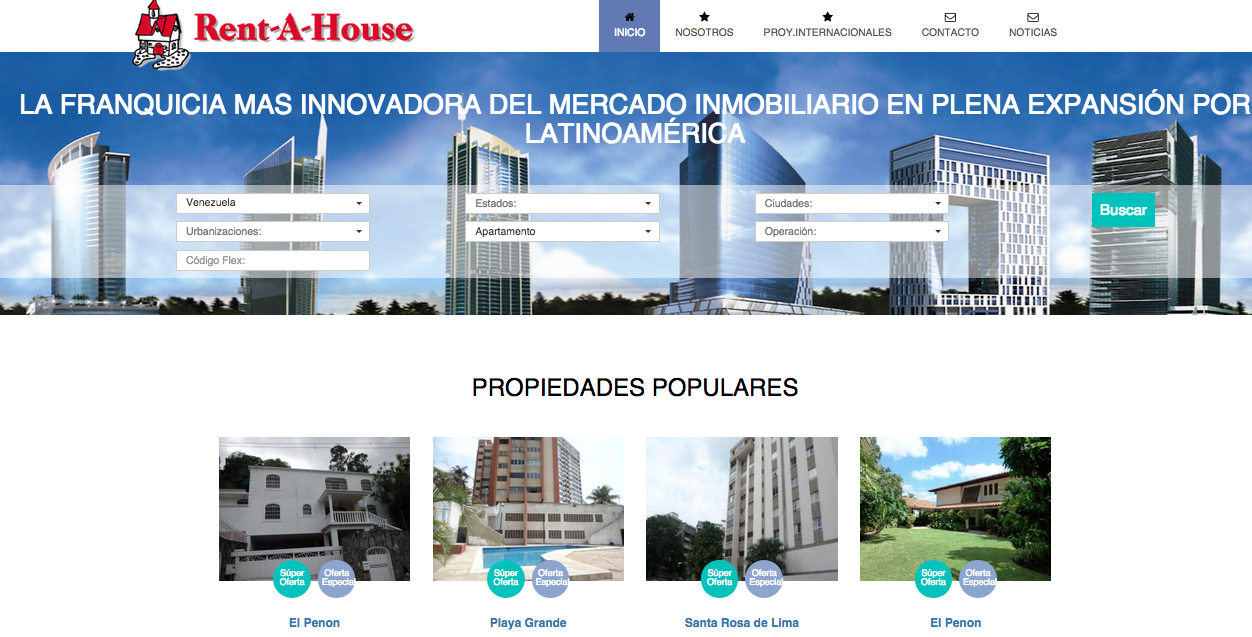 Rent-A-House
INICIO
NOSOTROS
PROY.INTERNACIONALES
CONTACTO
NOTICIAS
LA FRANQUICIA MAS INNOVADORA DEL MERCADO INMOBILIARIO EN PLENA EXPANSIÓN POR
LATINOAMÉRICA
Venezuela
Estados:
Ciudades:
Buscar
Urbanizaciones:
Apartamento
Operación:
Código Flex:
PROPIEDADES POPULARES
Súper
Oferta
Oferta
Especial
Súper
Oferta
Oferta
Especial
Súper
Oferta
Oferta
Especial
Súper
Oferta
Oferta
Especial
El Penon
Playa Grande
Santa Rosa de Lima
El Penon